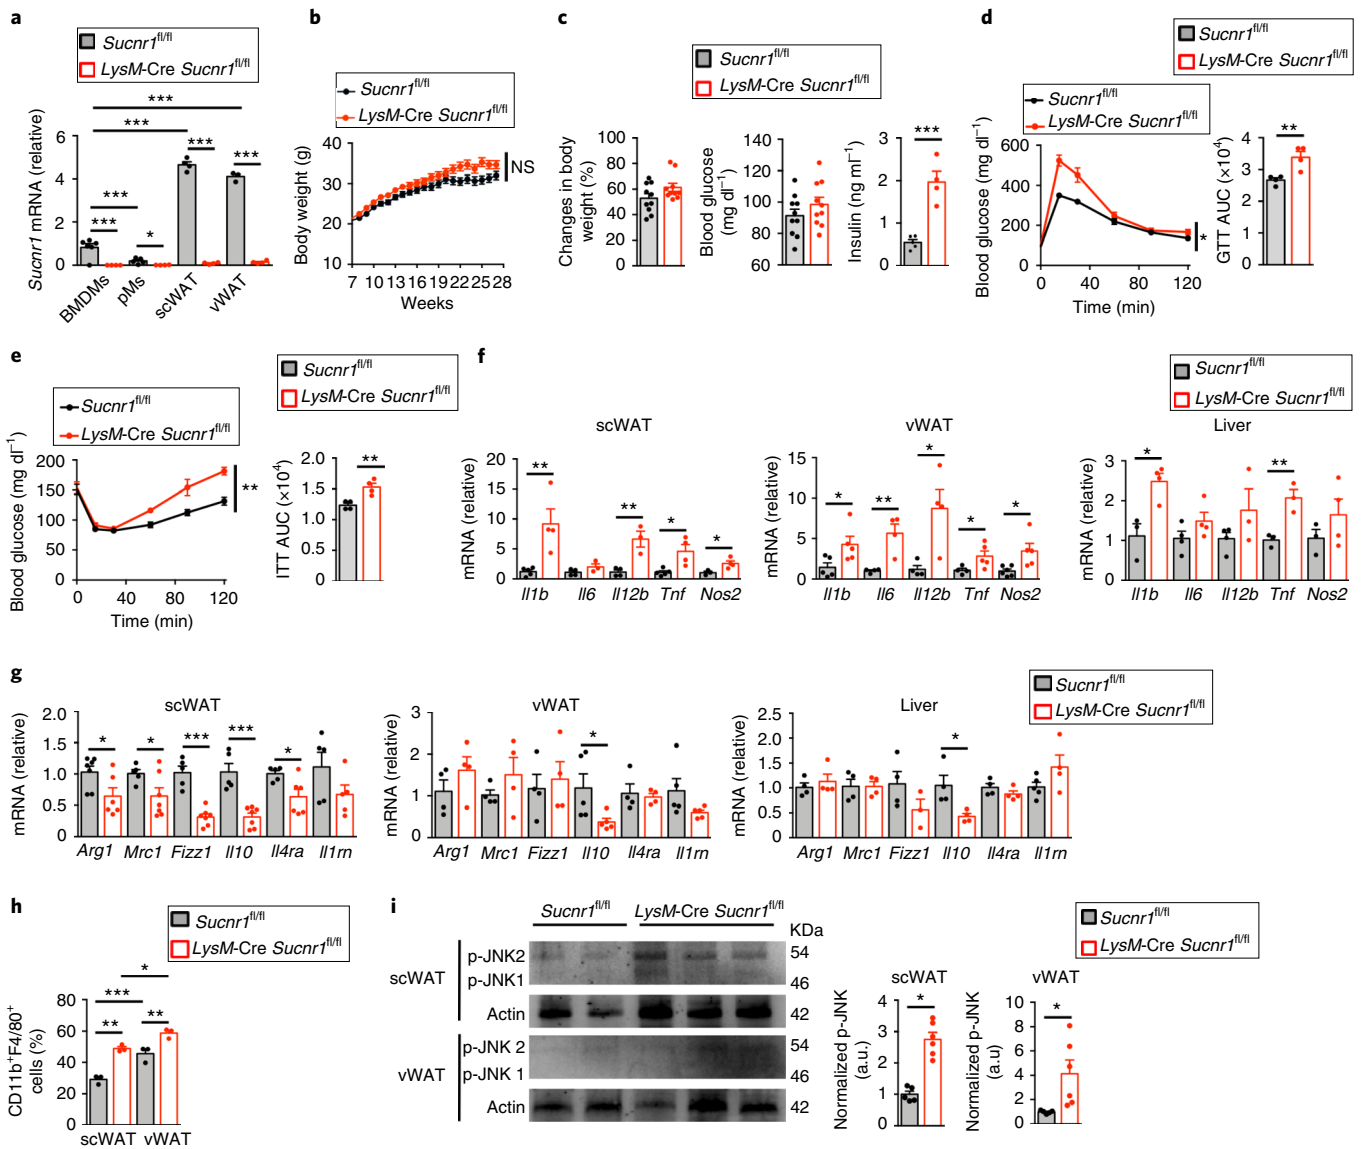 a
Sucnr1fl/fl
LysM-Cre Sucnr1fl/fl
Sucnr1 mRNA (relative)
6
4
2
0
***
***
***
***
***
***
*
BMDMs
pMs
scWAT
vWAT
b
Sucnr1fl/fl
LysM-Cre Sucnr1fl/fl
Body weight (g)
40
30
20
10
NS
7 10 13 16 19 22 25 28
Weeks
c
Sucnr1fl/fl
LysM-Cre Sucnr1fl/fl
Changes in body
weight (%)
100
80
60
40
20
0
Blood glucose
(mg dl−1)
140
120
100
80
60
Insulin (ng ml−1)
3
2
1
0
***
d
Sucnr1fl/fl
LysM-Cre Sucnr1fl/fl
Sucnr1fl/fl
LysM-Cre Sucnr1fl/fl
Blood glucose (mg dl−1)
600
400
200
0
*
0 40 80 120
Time (min)
GTT AUC (×104)
4
3
2
1
0
**
e
Sucnr1fl/fl
LysM-Cre Sucnr1fl/fl
Sucnr1fl/fl
LysM-Cre Sucnr1fl/fl
Blood glucose (mg dl−1)
200
150
100
50
0
**
0 40 80 120
Time (min)
ITT AUC (×104)
2.0
1.5
1.0
0.5
0
**
f
Sucnr1fl/fl
LysM-Cre Sucnr1fl/fl
scWAT
mRNA (relative)
20
15
10
5
0
**
**
*
*
Il1b Il6 Il12b Tnf Nos2
vWAT
mRNA (relative)
15
10
5
0
*
**
*
*
*
Il1b Il6 Il12b Tnf Nos2
Liver
mRNA (relative)
3
2
1
0
*
**
Il1b Il6 Il12b Tnf Nos2
g
Sucnr1fl/fl
LysM-Cre Sucnr1fl/fl
scWAT
mRNA (relative)
2.0
1.5
1.0
0.5
0
*
*
***
***
*
Arg1 Mrc1 Fizz1 Il10 Il4ra Il1rn
vWAT
mRNA (relative)
3
2
1
0
*
Arg1 Mrc1 Fizz1 Il10 Il4ra Il1rn
Liver
mRNA (relative)
2.5
2.0
1.5
1.0
0.5
0
*
Arg1 Mrc1 Fizz1 Il10 Il4ra Il1rn
h
Sucnr1fl/fl
LysM-Cre Sucnr1fl/fl
CD11b+F4/80+
cells (%)
80
60
40
20
0
*
***
**
**
scWAT vWAT
i
Sucnr1fl/fl LysM-Cre Sucnr1fl/fl
KDa
scWAT
p-JNK2
54
p-JNK1
46
Actin
42
vWAT
p-JNK 2
54
p-JNK 1
46
Actin
42
Sucnr1fl/fl
LysM-Cre Sucnr1fl/fl
scWAT
Normalized p-JNK
(a.u.)
4
3
2
1
0
*
vWAT
Normalized p-JNK
(a.u)
10
8
6
4
2
0
*